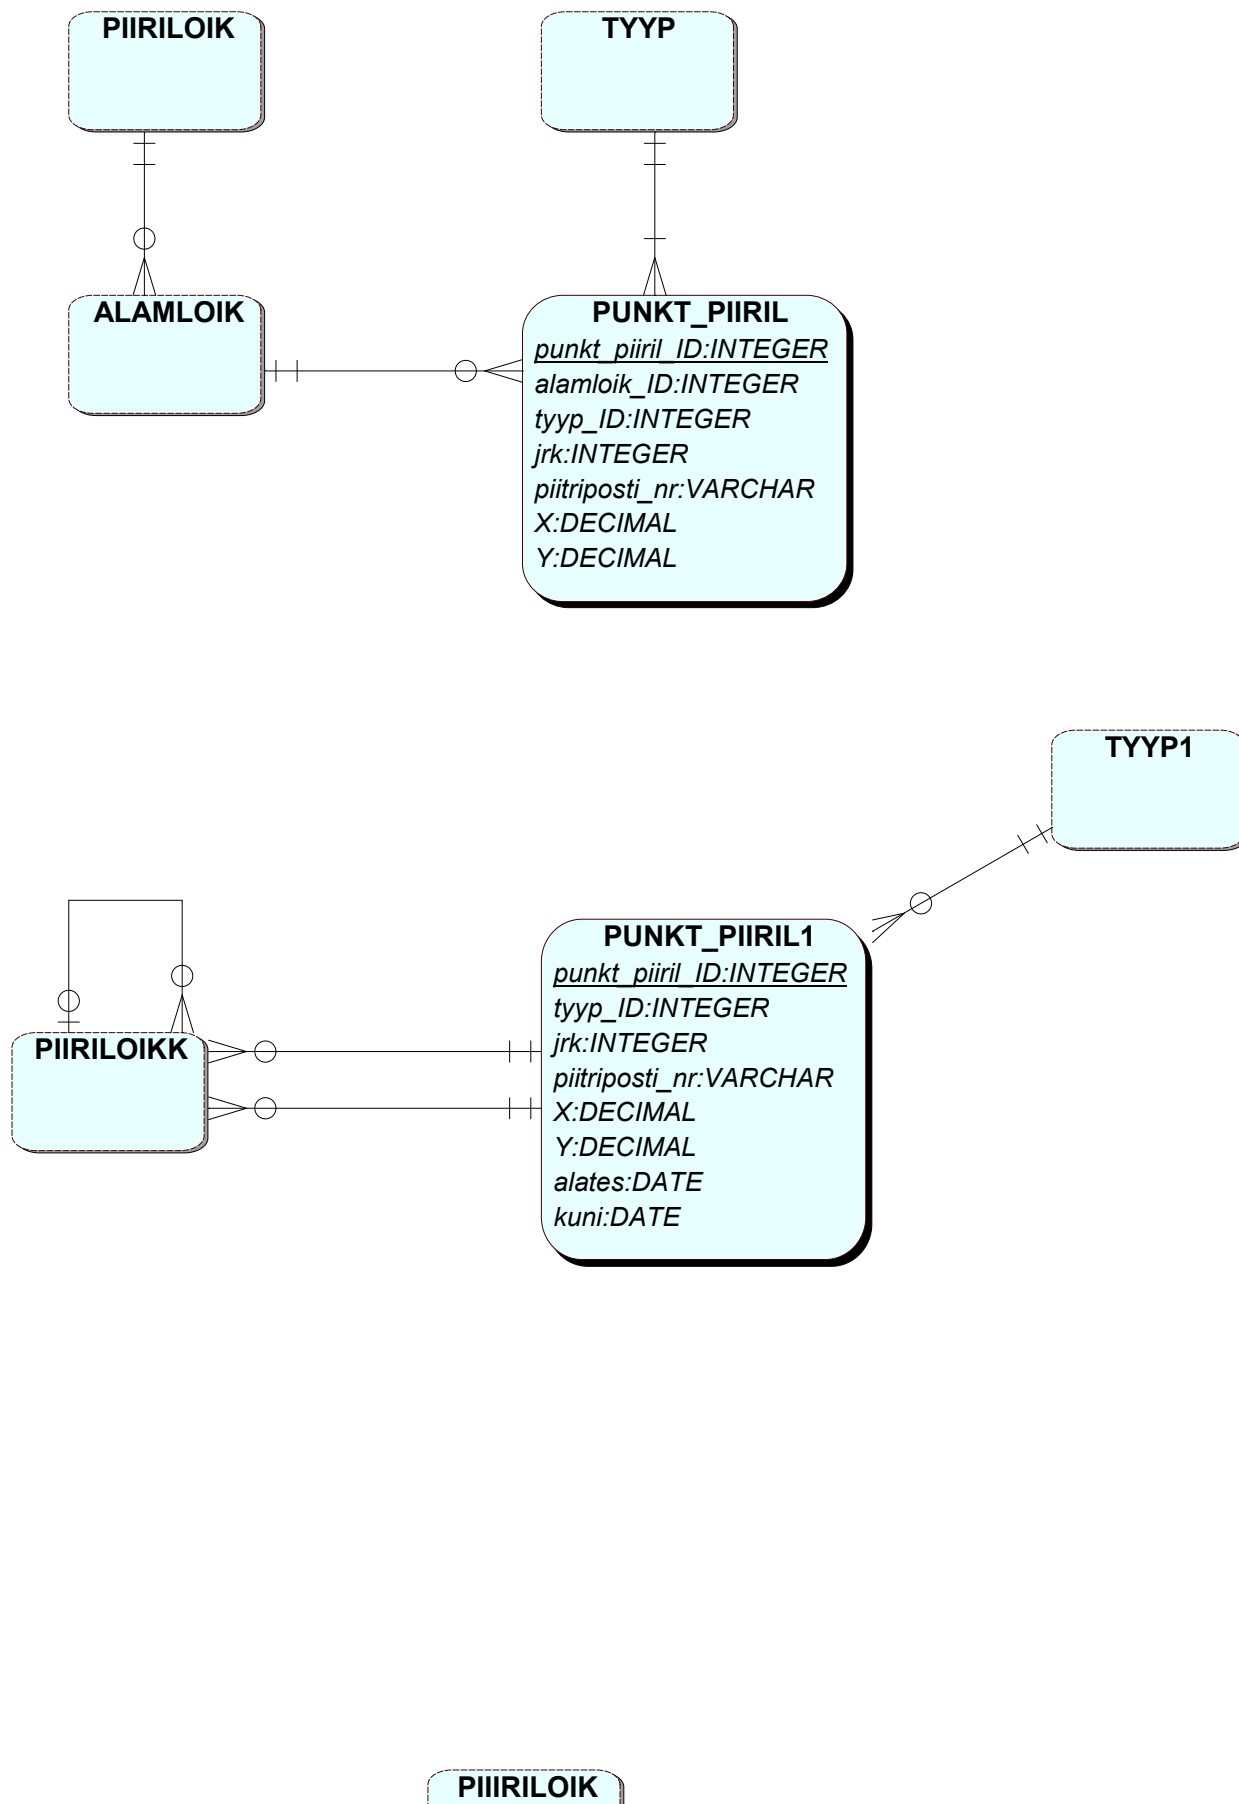 PIIRILOIK
TYYP
ALAMLOIK
PUNKT_PIIRIL
punkt_piiril_ID:INTEGER
alamloik_ID:INTEGER
tyyp_ID:INTEGER
jrk:INTEGER
piitriposti_nr:VARCHAR
X:DECIMAL
Y:DECIMAL
TYYP1
PIIRILOIKK
PUNKT_PIIRIL1
punkt_piiril_ID:INTEGER
tyyp_ID:INTEGER
jrk:INTEGER
piitriposti_nr:VARCHAR
X:DECIMAL
Y:DECIMAL
alates:DATE
kuni:DATE
PIIIRILOIK